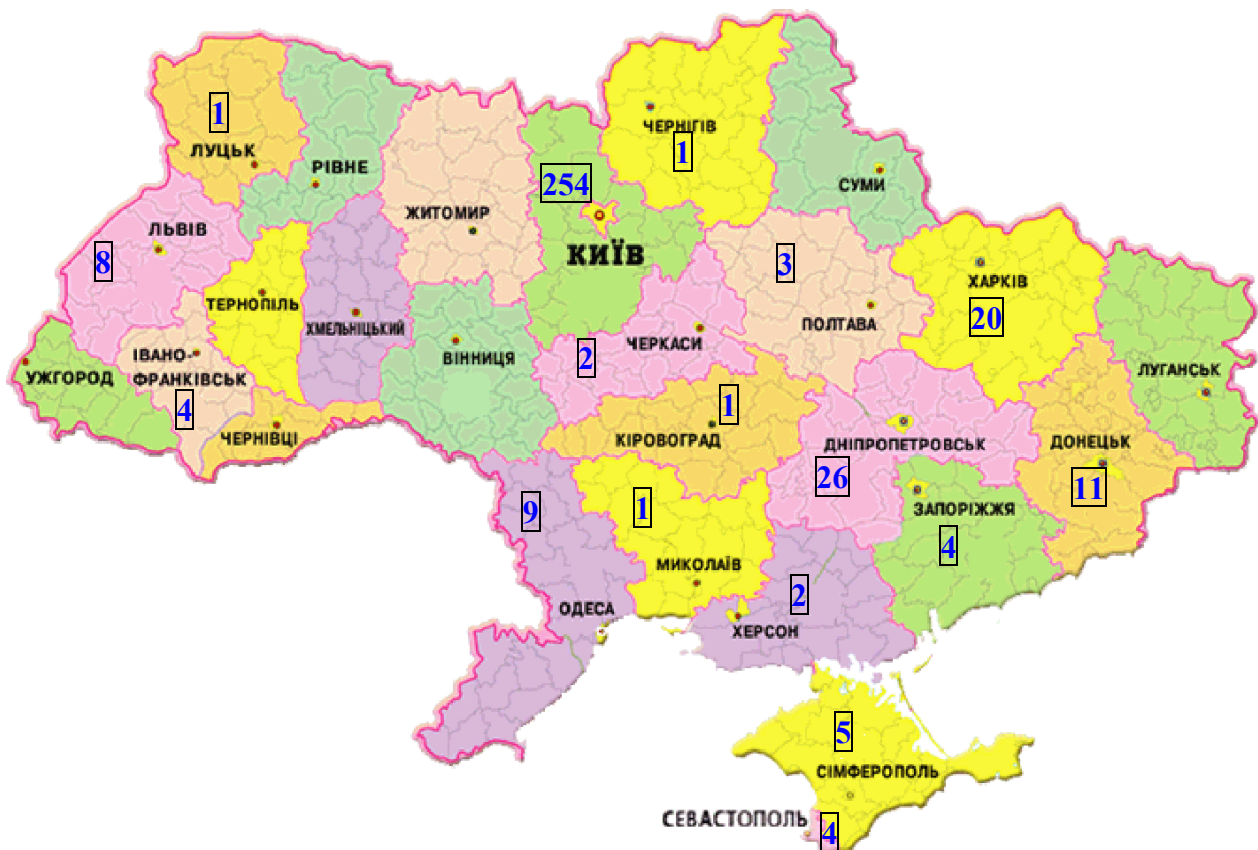 1
ЛУЦЬК
РІВНЕ
ЖИТОМИР
254
КИЇВ
ЧЕРНІГІВ
1
СУМИ
ЛЬВІВ
8
ТЕРНОПІЛЬ
ХМЕЛЬНІЦЬКИЙ
ВІННИЦЯ
ЧЕРКАСИ
2
3
ПОЛТАВА
ХАРКІВ
20
ЛУГАНСЬК
УЖГОРОД
ІВАНО-
ФРАНКІВСЬК
4
ЧЕРНІВЦІ
1
КІРОВОГРАД
ДНІПРОПЕТРОВСЬК
26
ДОНЕЦЬК
11
9
ОДЕСА
1
МИКОЛАЇВ
2
ХЕРСОН
ЗАПОРІЖЖЯ
4
5
СІМФЕРОПОЛЬ
СЕВАСТОПОЛЬ
4